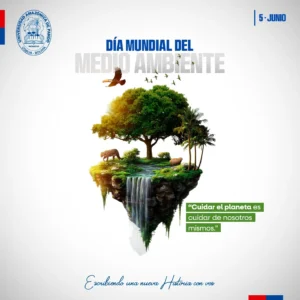 5 - JUNIO
DÍA MUNDIAL DEL
MEDIO AMBIENTE
"Cuidar el planeta es
cuidar de nosotros
mismos."
Escribiendo una nueva Historia con vos